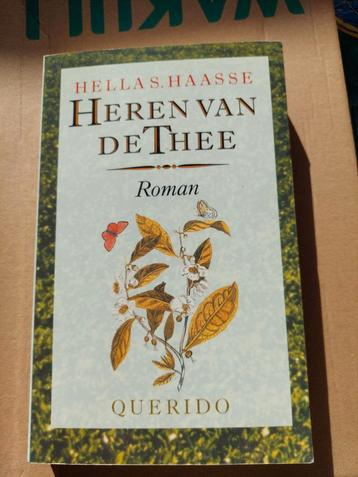 HELLA S. HAASSE
HEREN VAN
DE THEE
Roman
QUERIDO